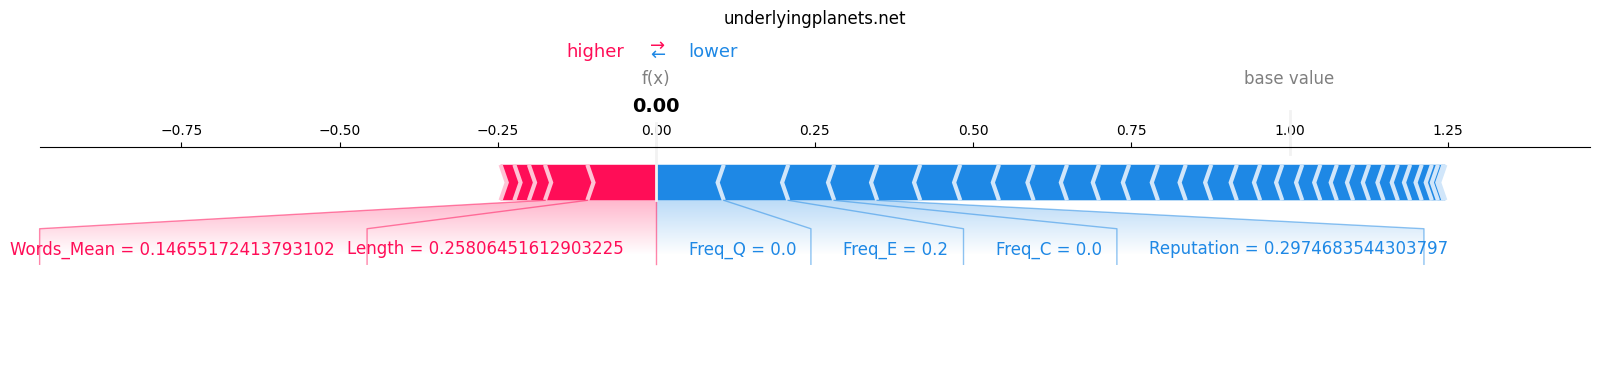 underlyingplanets.net
higher → ← lower
f(x) base value
0.00
−0.75 −0.50 −0.25 0.00 0.25 0.50 0.75 1.00 1.25
Words_Mean = 0.14655172413793102 Length = 0.25806451612903225 Freq_Q = 0.0 Freq_E = 0.2 Freq_C = 0.0 Reputation = 0.2974683544303797